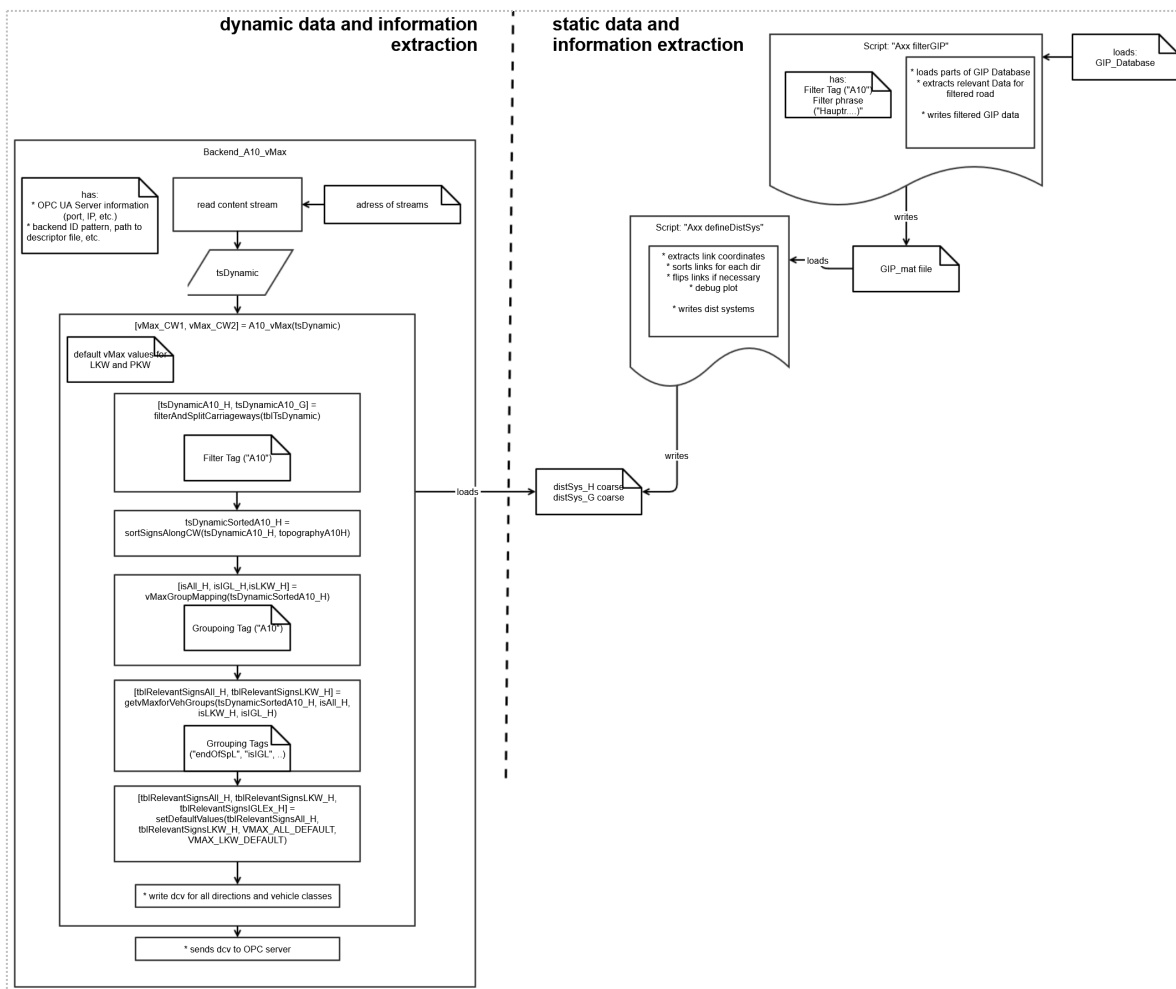 dynamic data and information
extraction
static data and
information extraction
Script: "Axx filterGIP"
has:
Filter Tag ("A10")
Filter phrase
("Hauptr....)"
* loads parts of GIP Database
* extracts relevant Data for
filtered road
* writes filtered GIP data
loads:
GIP_Database
writes
GIP_mat fiile
loads
Script: "Axx defineDistSys"
* extracts link coordinates
* sorts links for each dir
* flips links if necessary
* debug plot
* writes dist systems
writes
distSys_H coarse
distSys_G coarse
loads
Backend_A10_vMax
has:
* OPC UA Server information
(port, IP, etc.)
* backend ID pattern, path to
descriptor file, etc.
read content stream
adress of streams
tsDynamic
[vMax_CW1, vMax_CW2] = A10_vMax(tsDynamic)
default vMax values for
LKW and PKW
[tsDynamicA10_H, tsDynamicA10_G] =
filterAndSplitCarriageways(tblTsDynamic)
Filter Tag ("A10")
tsDynamicSortedA10_H =
sortSignsAlongCW(tsDynamicA10_H, topographyA10H)
[isAll_H, isIGL_H,isLKW_H] =
vMaxGroupMapping(tsDynamicSortedA10_H)
Groupoing Tag ("A10")
[tblRelevantSignsAll_H, tblRelevantSignsLKW_H] =
getvMaxforVehGroups(tsDynamicSortedA10_H, isAll_H,
isLKW_H, isIGL_H)
Grrouping Tags
("endOfSpL", "isIGL", ..)
[tblRelevantSignsAll_H, tblRelevantSignsLKW_H,
tblRelevantSignsIGLEx_H] =
setDefaultValues(tblRelevantSignsAll_H,
tblRelevantSignsLKW_H, VMAX_ALL_DEFAULT,
VMAX_LKW_DEFAULT)
* write dcv for all directions and vehicle classes
* sends dcv to OPC server